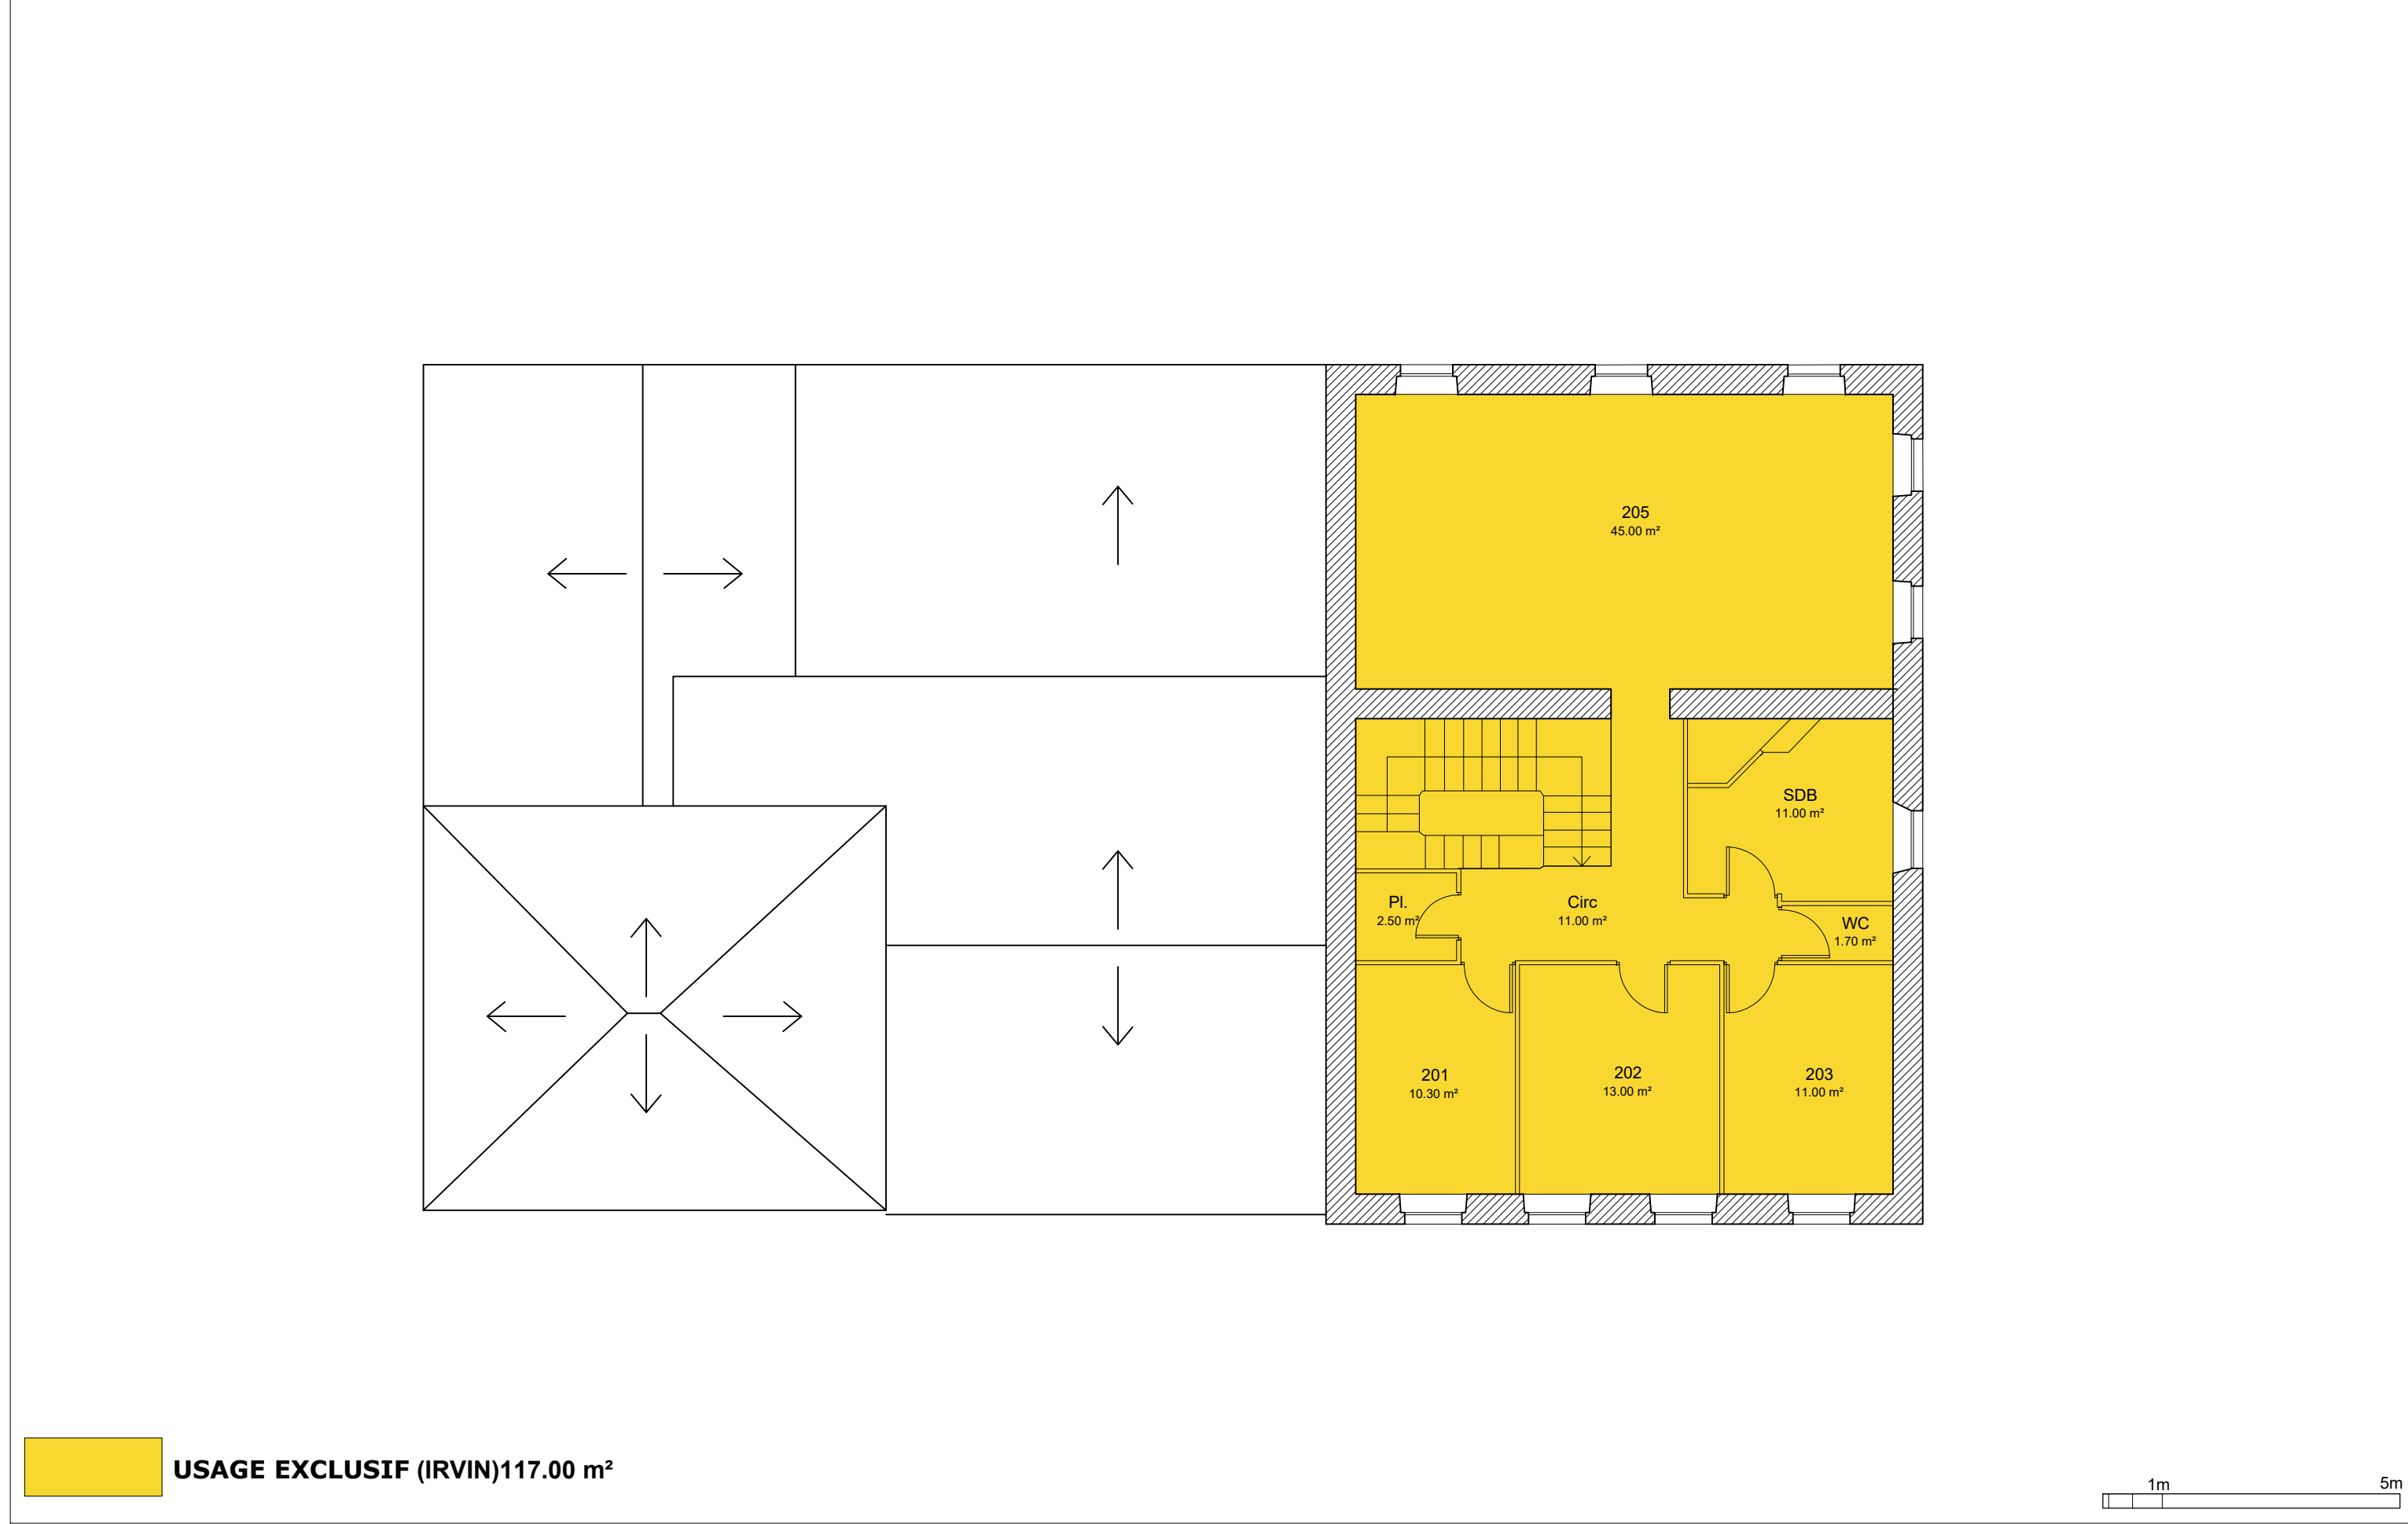 205
45.00 m²
SDB
11.00 m²
Pl.
2.50 m²
Circ
11.00 m²
WC
1.70 m²
201
10.30 m²
202
13.00 m²
203
11.00 m²
USAGE EXCLUSIF (IRVIN)117.00 m²
1m
5m